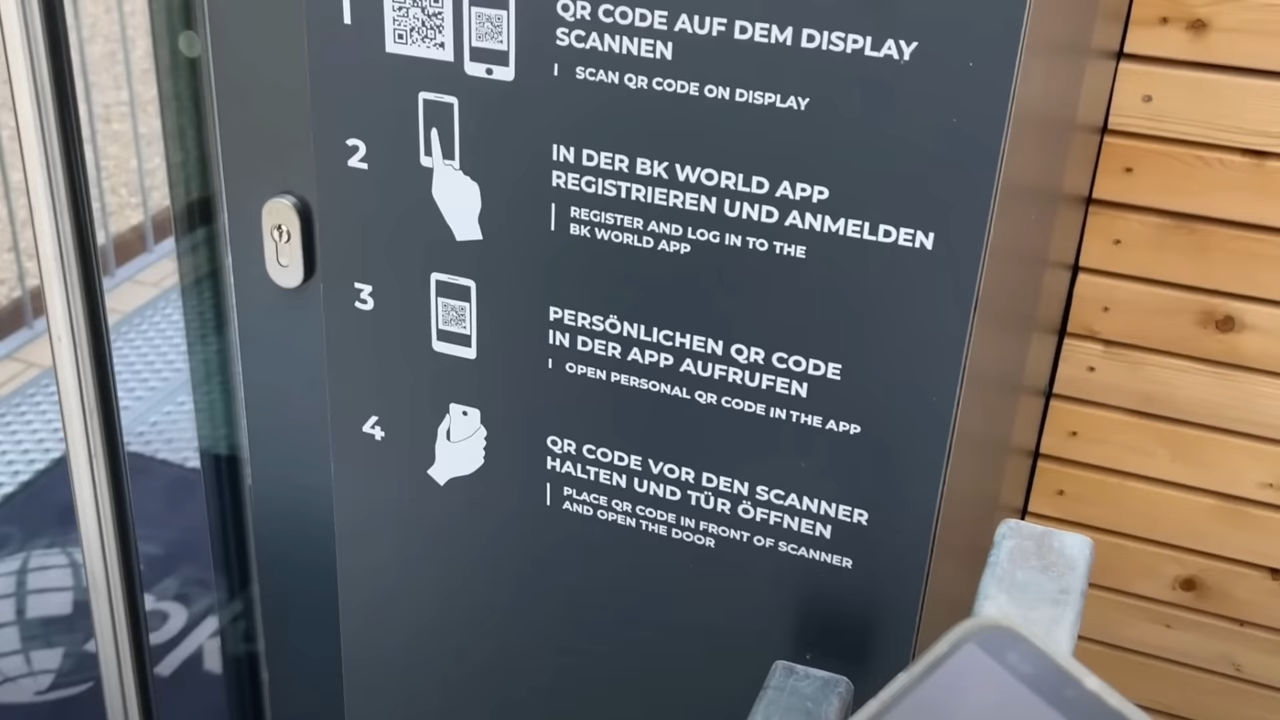 1
QR CODE AUF DEM DISPLAY
SCANNEN
SCAN QR CODE ON DISPLAY
2
IN DER BK WORLD APP
REGISTRIEREN UND ANMELDEN
REGISTER AND LOG IN TO THE
BK WORLD APP
3
PERSÖNLICHEN QR CODE
IN DER APP AUFRUFEN
OPEN PERSONAL QR CODE IN THE APP
4
QR CODE VOR DEN SCANNER
HALTEN UND TÜR ÖFFNEN
PLACE QR CODE IN FRONT OF SCANNER
AND OPEN THE DOOR
bk